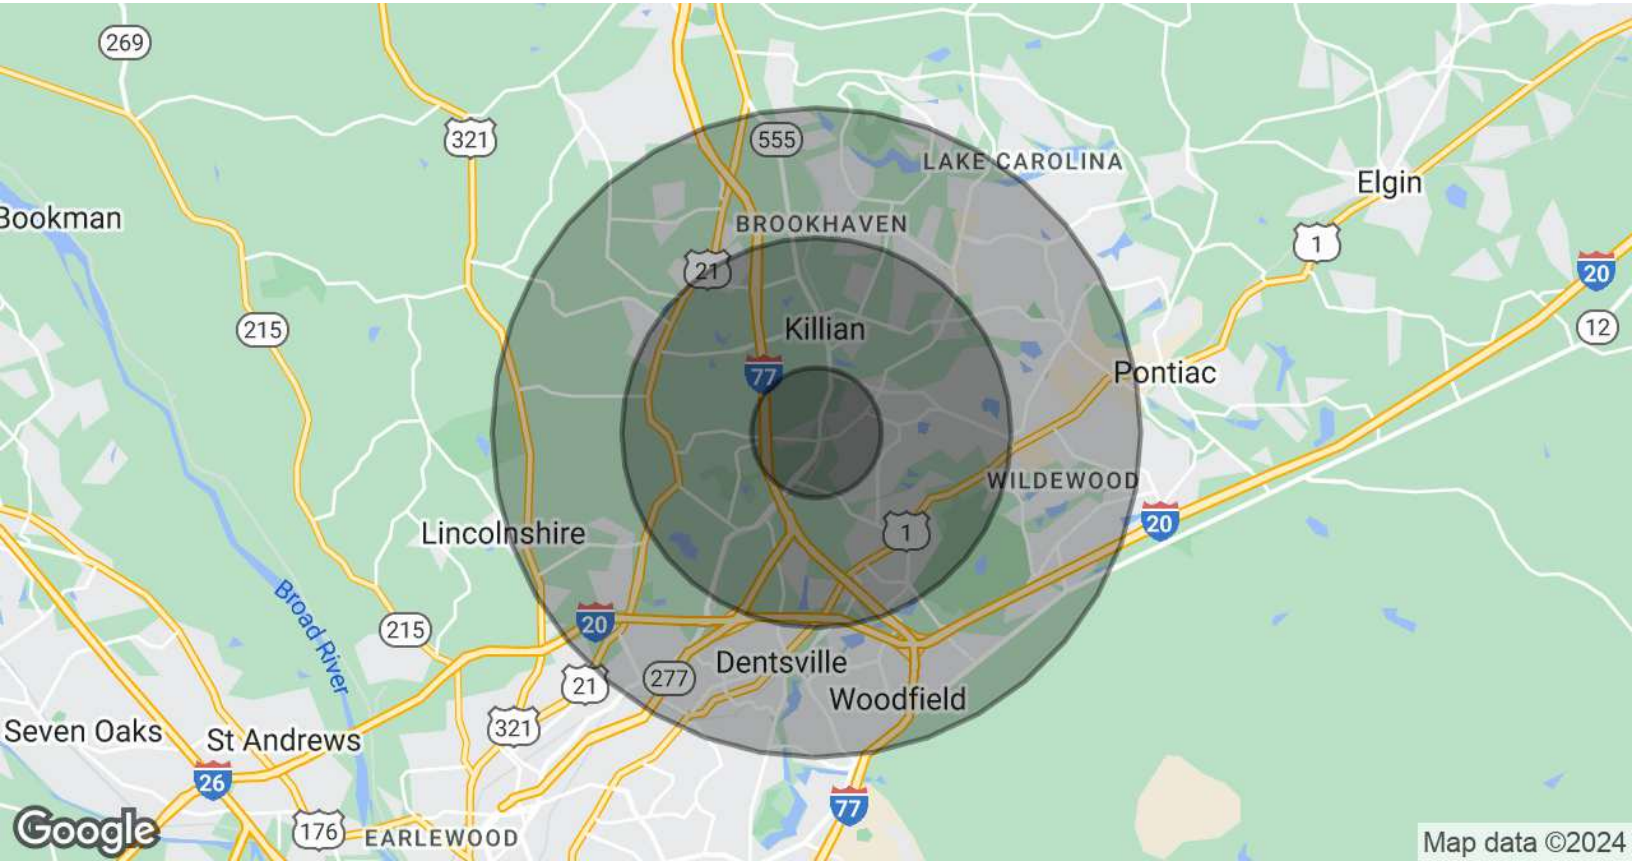 269
321
555
LAKE CAROLINA
Elgin
Bookman
BROOKHAVEN
1
21
20
215
Killian
12
77
Pontiac
WILDEWOOD
20
Lincolnshire
1
Broad River
215
20
Dentsville
277
21
Woodfield
321
Seven Oaks
St Andrews
26
77
Google
176
EARLEWOOD
Map data ©2024